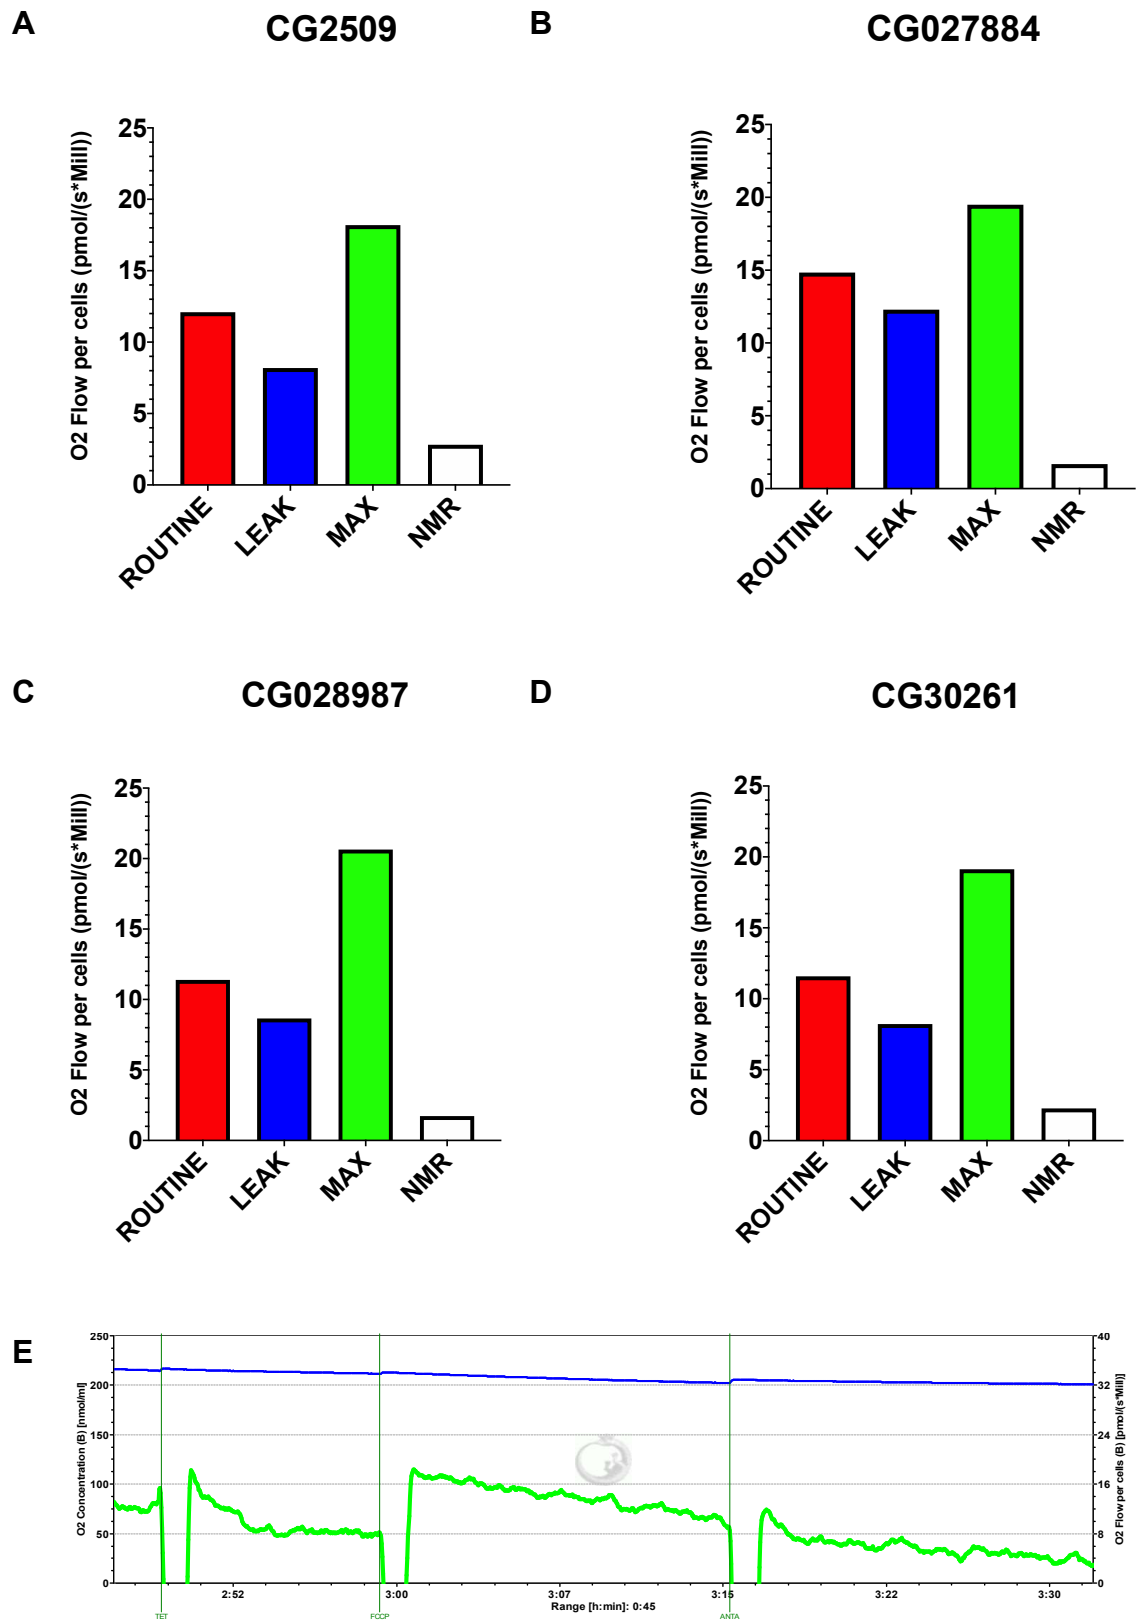 A
CG2509
B
CG027884
O2 Flow per cells (pmol/(s*Mill))
25
20
15
10
5
0
ROUTINE
LEAK
MAX
NMR
O2 Flow per cells (pmol/(s*Mill))
25
20
15
10
5
0
ROUTINE
LEAK
MAX
NMR
C
CG028987
D
CG30261
O2 Flow per cells (pmol/(s*Mill))
25
20
15
10
5
0
ROUTINE
LEAK
MAX
NMR
O2 Flow per cells (pmol/(s*Mill))
25
20
15
10
5
0
ROUTINE
LEAK
MAX
NMR
E
O2 Concentration (B) [nmol/ml]
250
200
150
100
50
0
40
32
24
16
8
0
O2 Flow per cells (B) [pmol/(s*Mill)]
2:52
3:00
3:07
3:15
3:22
3:30
Range [h:min]: 0:45
TET
FCCP
ANTA